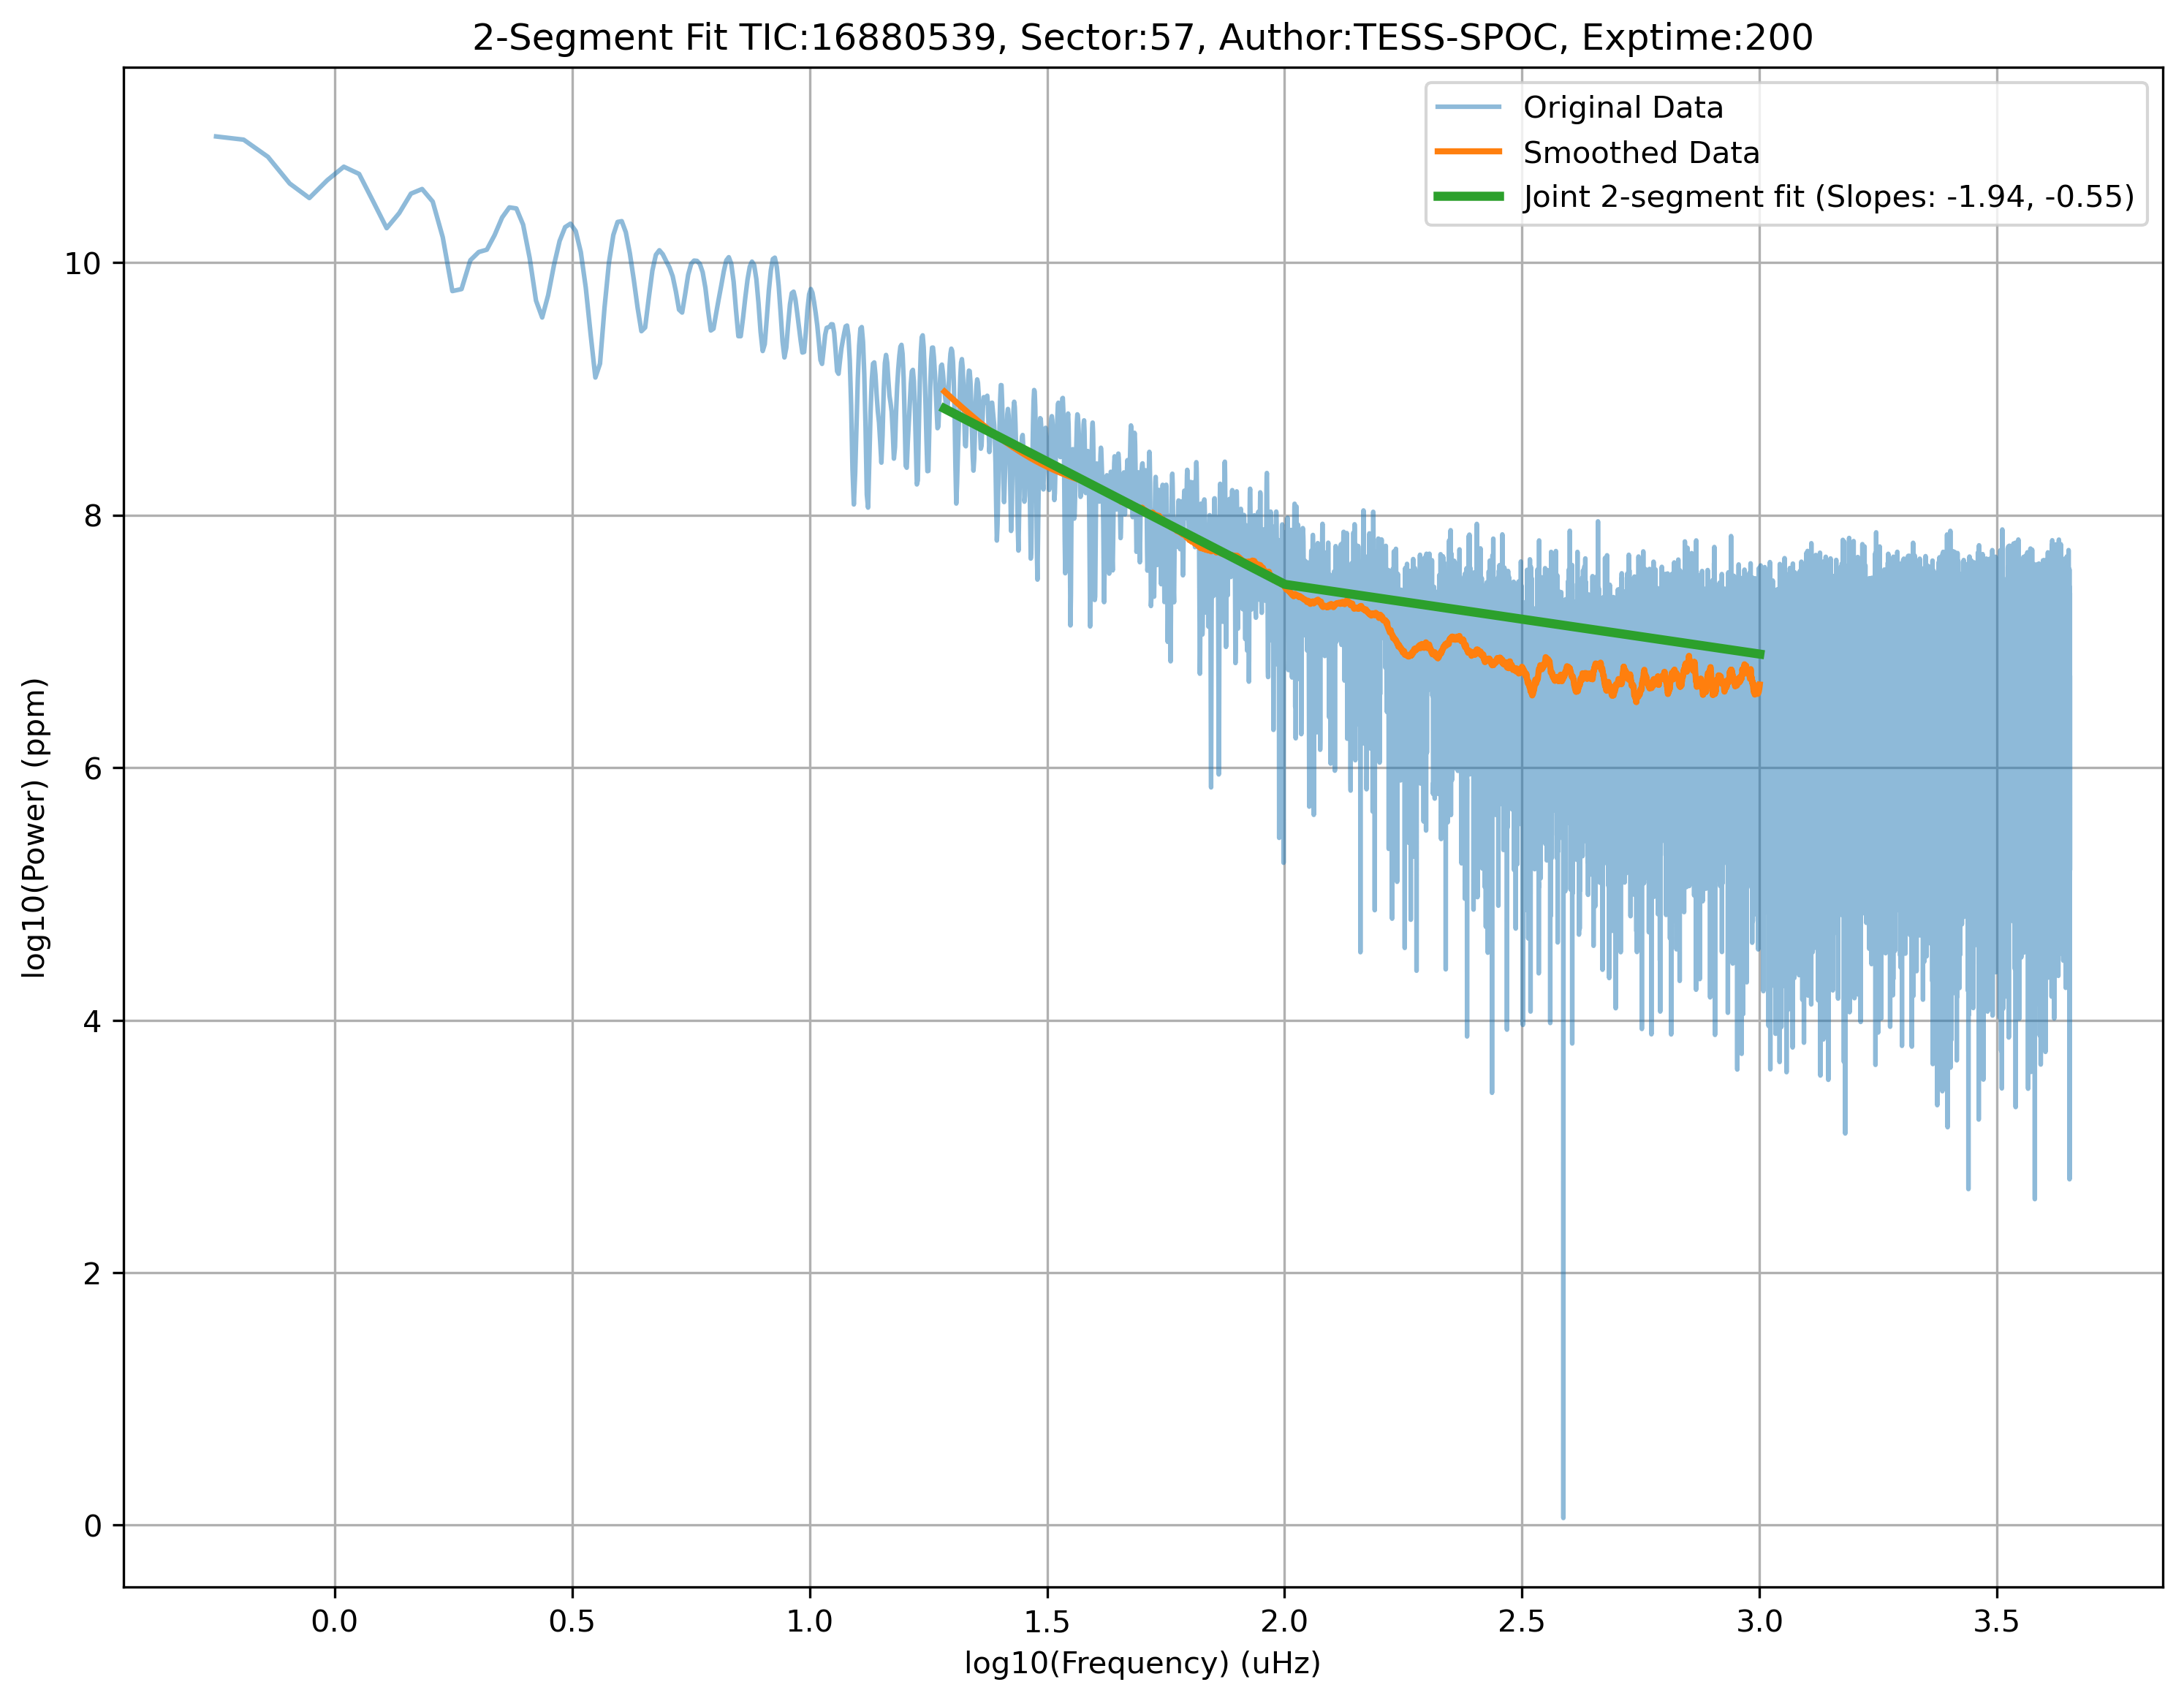 2-Segment Fit TIC:16880539, Sector:57, Author:TESS-SPOC, Exptime:200
Original Data
Smoothed Data
Joint 2-segment fit (Slopes: -1.94, -0.55)
log10(Power) (ppm)
10
8
6
4
2
0
0.0 0.5 1.0 1.5 2.0 2.5 3.0 3.5
log10(Frequency) (uHz)